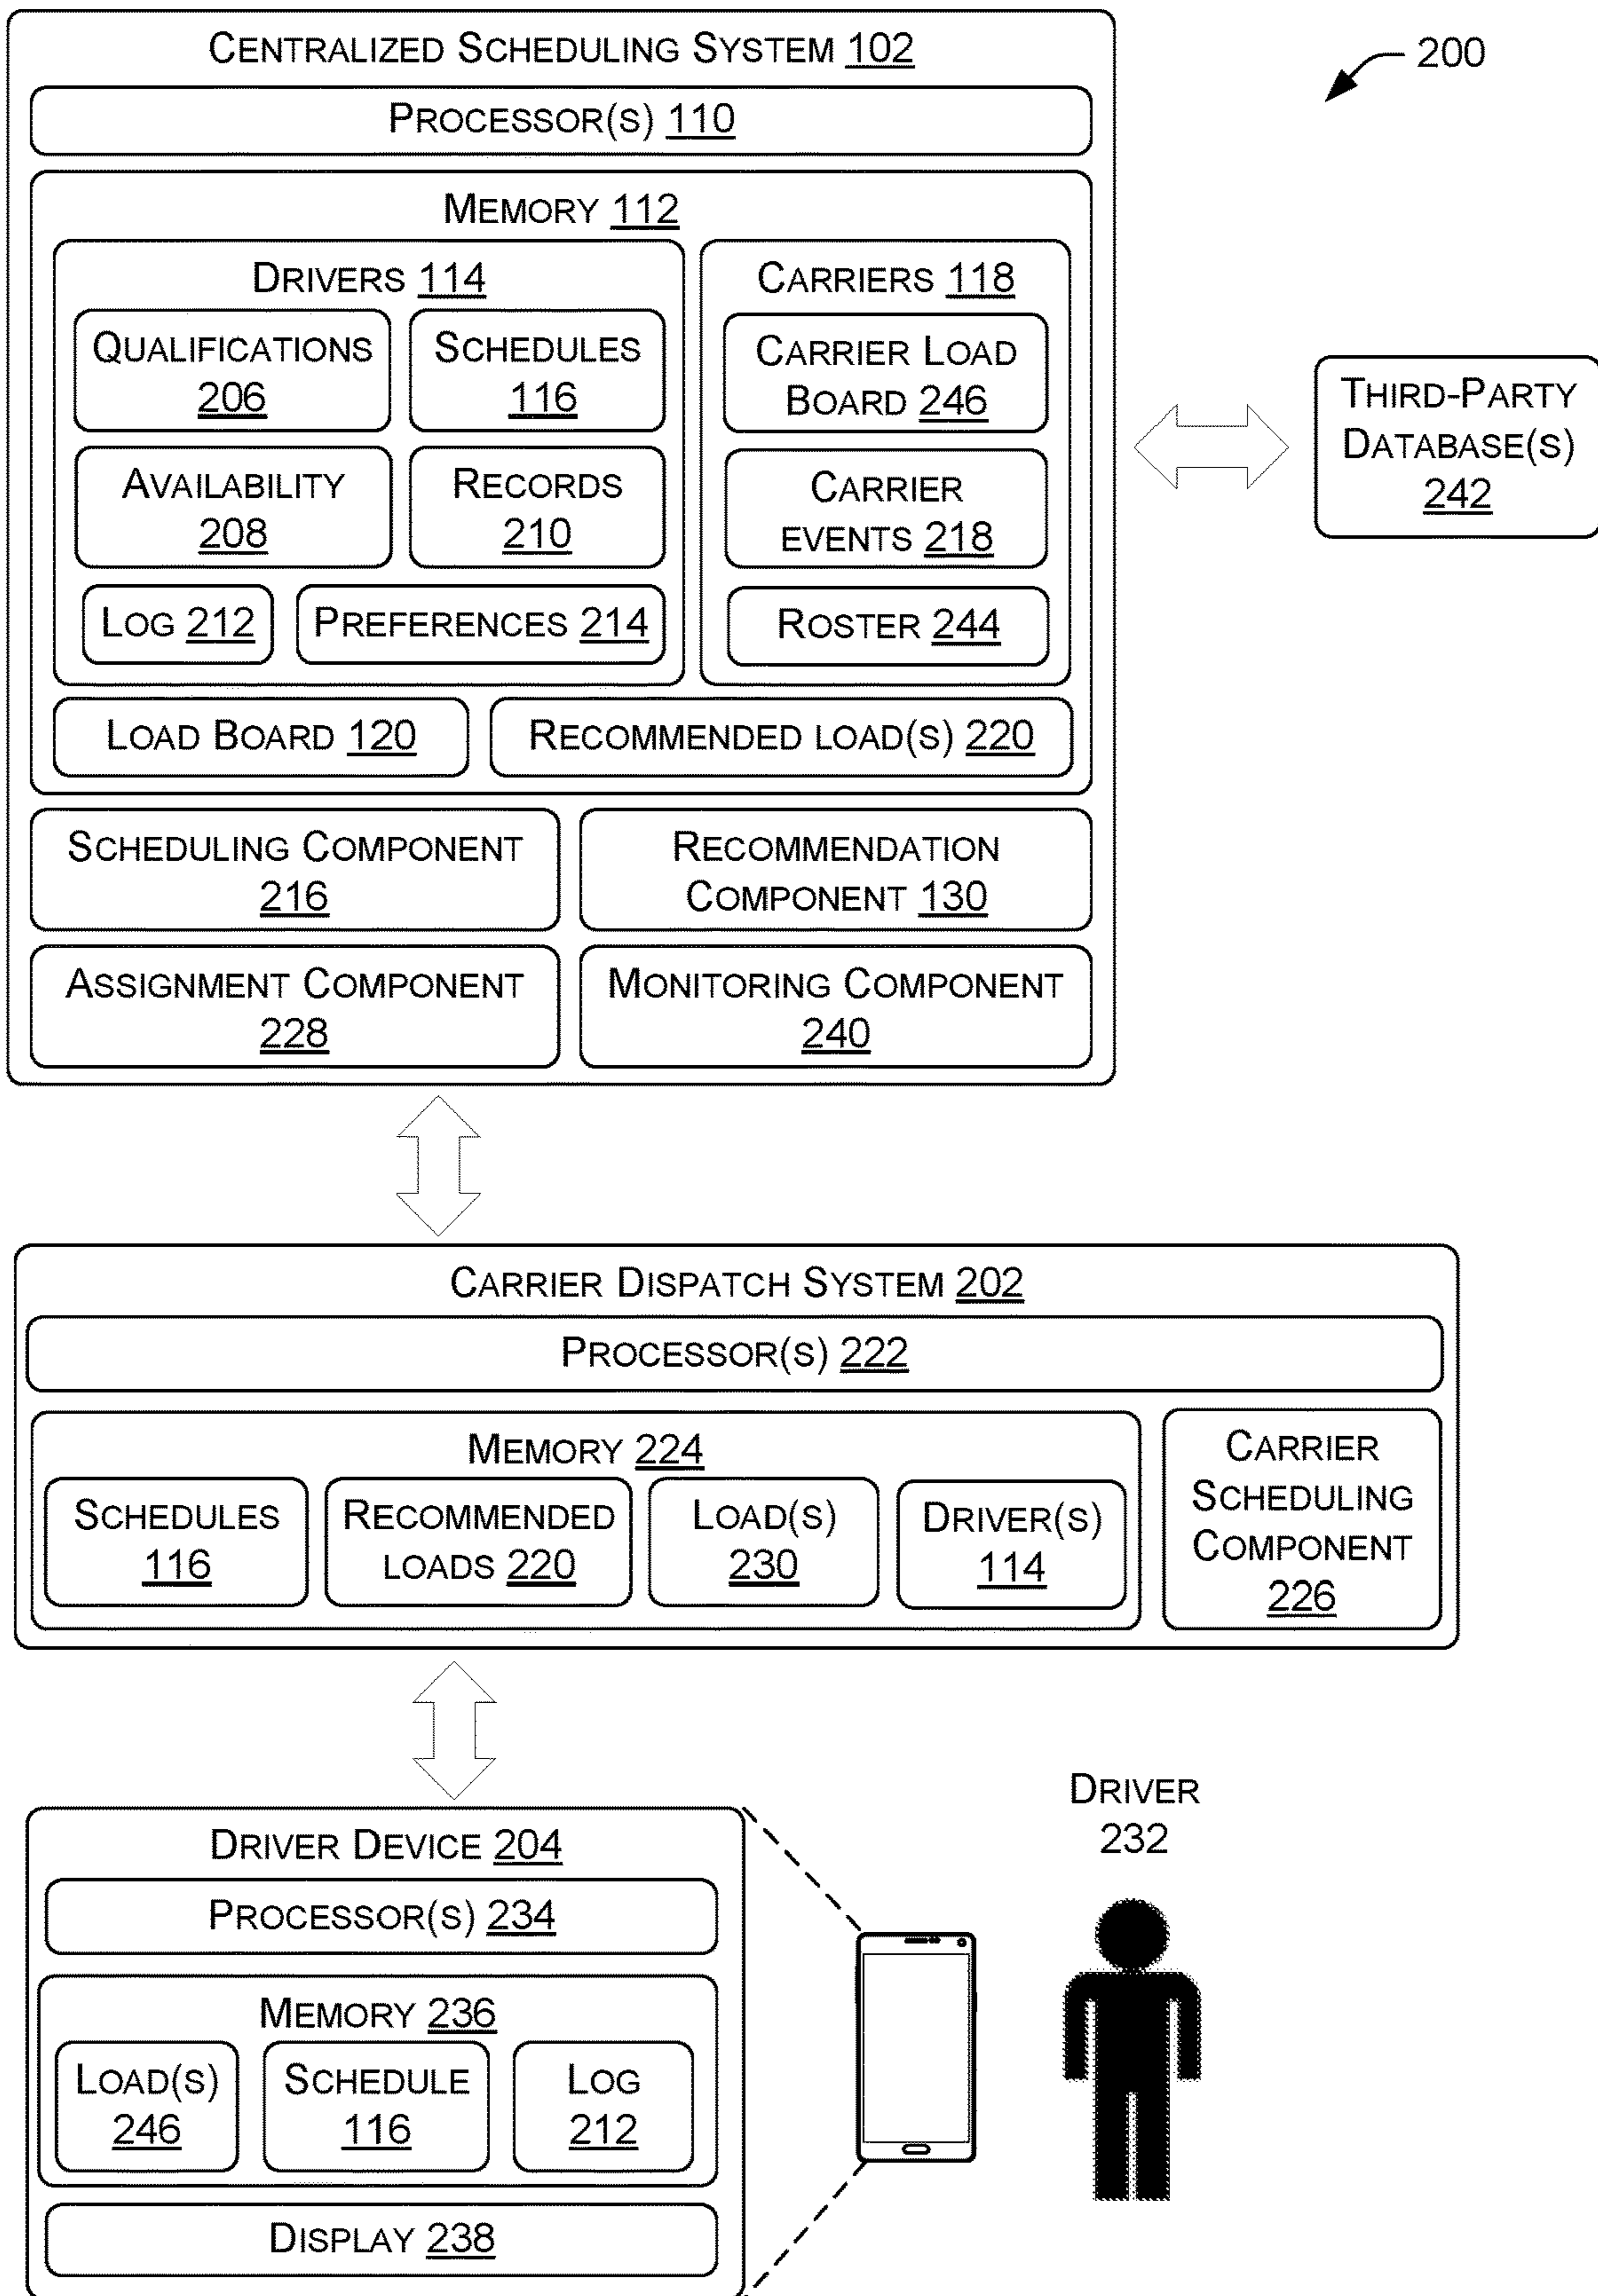 CENTRALIZED SCHEDULING SYSTEM 102
200
PROCESSOR(S) 110
MEMORY 112
DRIVERS 114
QUALIFICATIONS
206
SCHEDULES
116
AVAILABILITY
208
RECORDS
210
LOG 212
PREFERENCES 214
CARRIERS 118
CARRIER LOAD
BOARD 246
CARRIER
EVENTS 218
ROSTER 244
LOAD BOARD 120
RECOMMENDED LOAD(S) 220
SCHEDULING COMPONENT
216
RECOMMENDATION
COMPONENT 130
ASSIGNMENT COMPONENT
228
MONITORING COMPONENT
240
THIRD-PARTY
DATABASE(S)
242
CARRIER DISPATCH SYSTEM 202
PROCESSOR(S) 222
MEMORY 224
SCHEDULES
116
RECOMMENDED
LOADS 220
LOAD(S)
230
DRIVER(S)
114
CARRIER
SCHEDULING
COMPONENT
226
DRIVER DEVICE 204
PROCESSOR(S) 234
MEMORY 236
LOAD(S)
246
SCHEDULE
116
LOG
212
DISPLAY 238
DRIVER
232